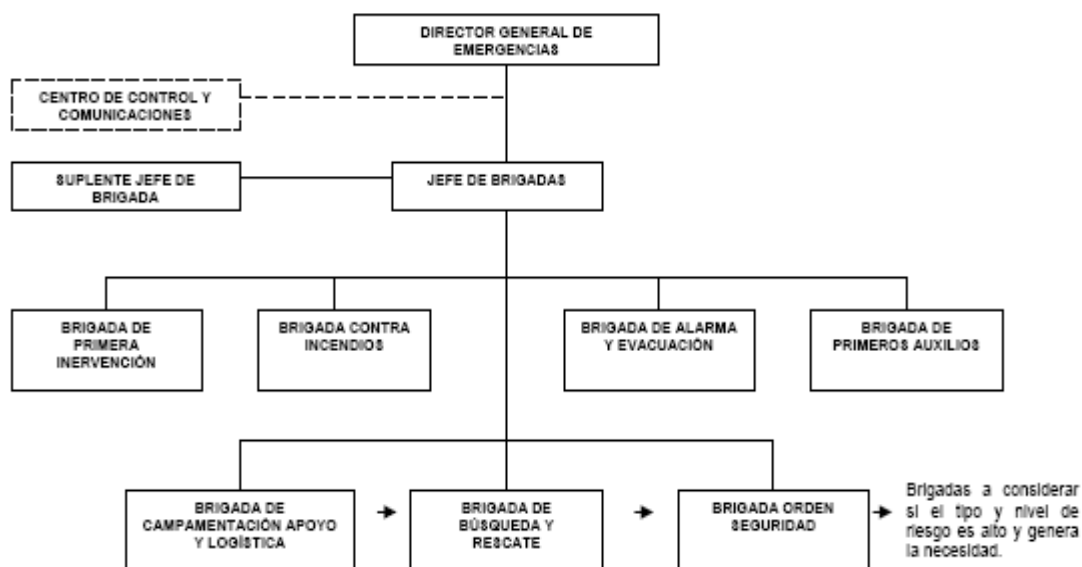 DIRECTOR GENERAL DE
EMERGENCIAS
CENTRO DE CONTROL Y
COMUNICACIONES
SUPLENTE JEFE DE
BRIGADA
JEFE DE BRIGADAS
BRIGADA DE
PRIMERA
INERVENCIÓN
BRIGADA CONTRA
INCENDIOS
BRIGADA DE ALARMA
Y EVACUACIÓN
BRIGADA DE
PRIMEROS AUXILIOS
BRIGADA DE
CAMPAMENTACIÓN APOYO
Y LOGÍSTICA
BRIGADA DE
BÚSQUEDA Y
RESCATE
BRIGADA ORDEN
SEGURIDAD
Brigadas a considerar
si el tipo y nivel de
riesgo es alto y genera
la necesidad.